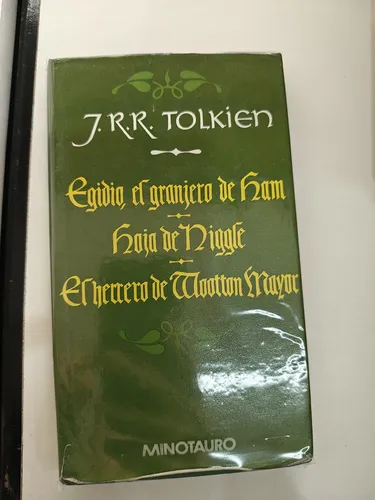 J.R.R. TOLKIEN
Egidio, el granjero de Ham
Hoja de Niggle
El herrero de Wootton Mayor
MINOTAURO